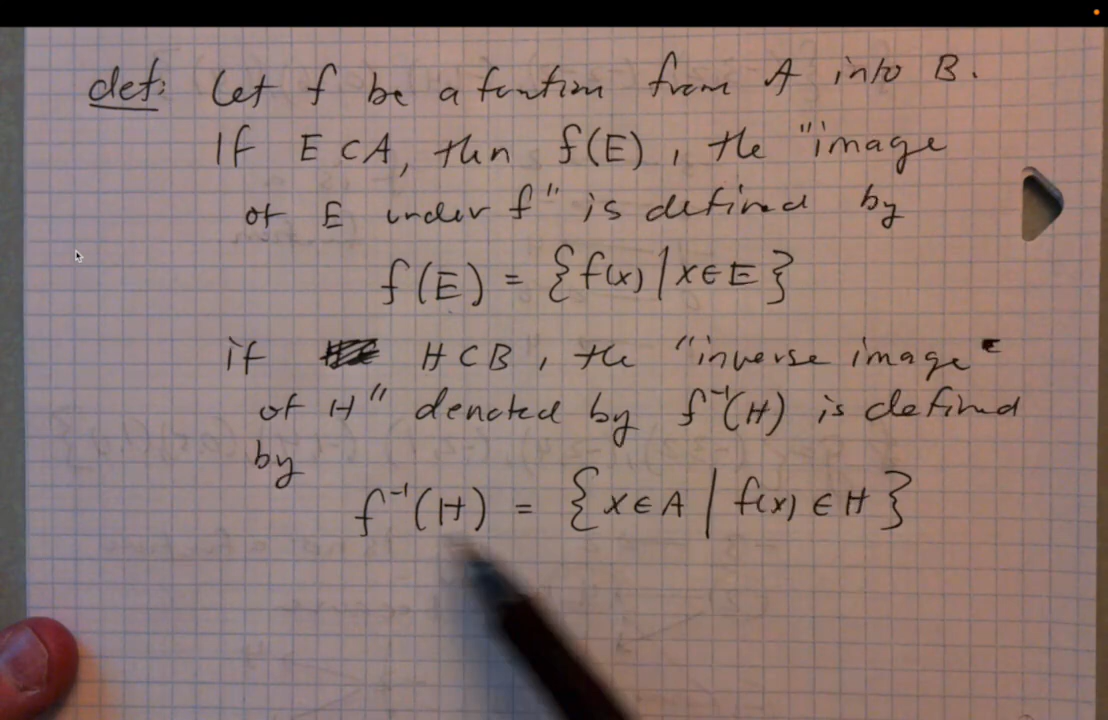 def: Let f be a function from A into B.
If E ⊂ A, then f(E), the "image
of E under f" is defined by
f(E) = {f(x) | x ∈ E}
if H ⊂ B, the "inverse image
of H" denoted by f⁻¹(H) is defined
by
f⁻¹(H) = {x ∈ A | f(x) ∈ H}